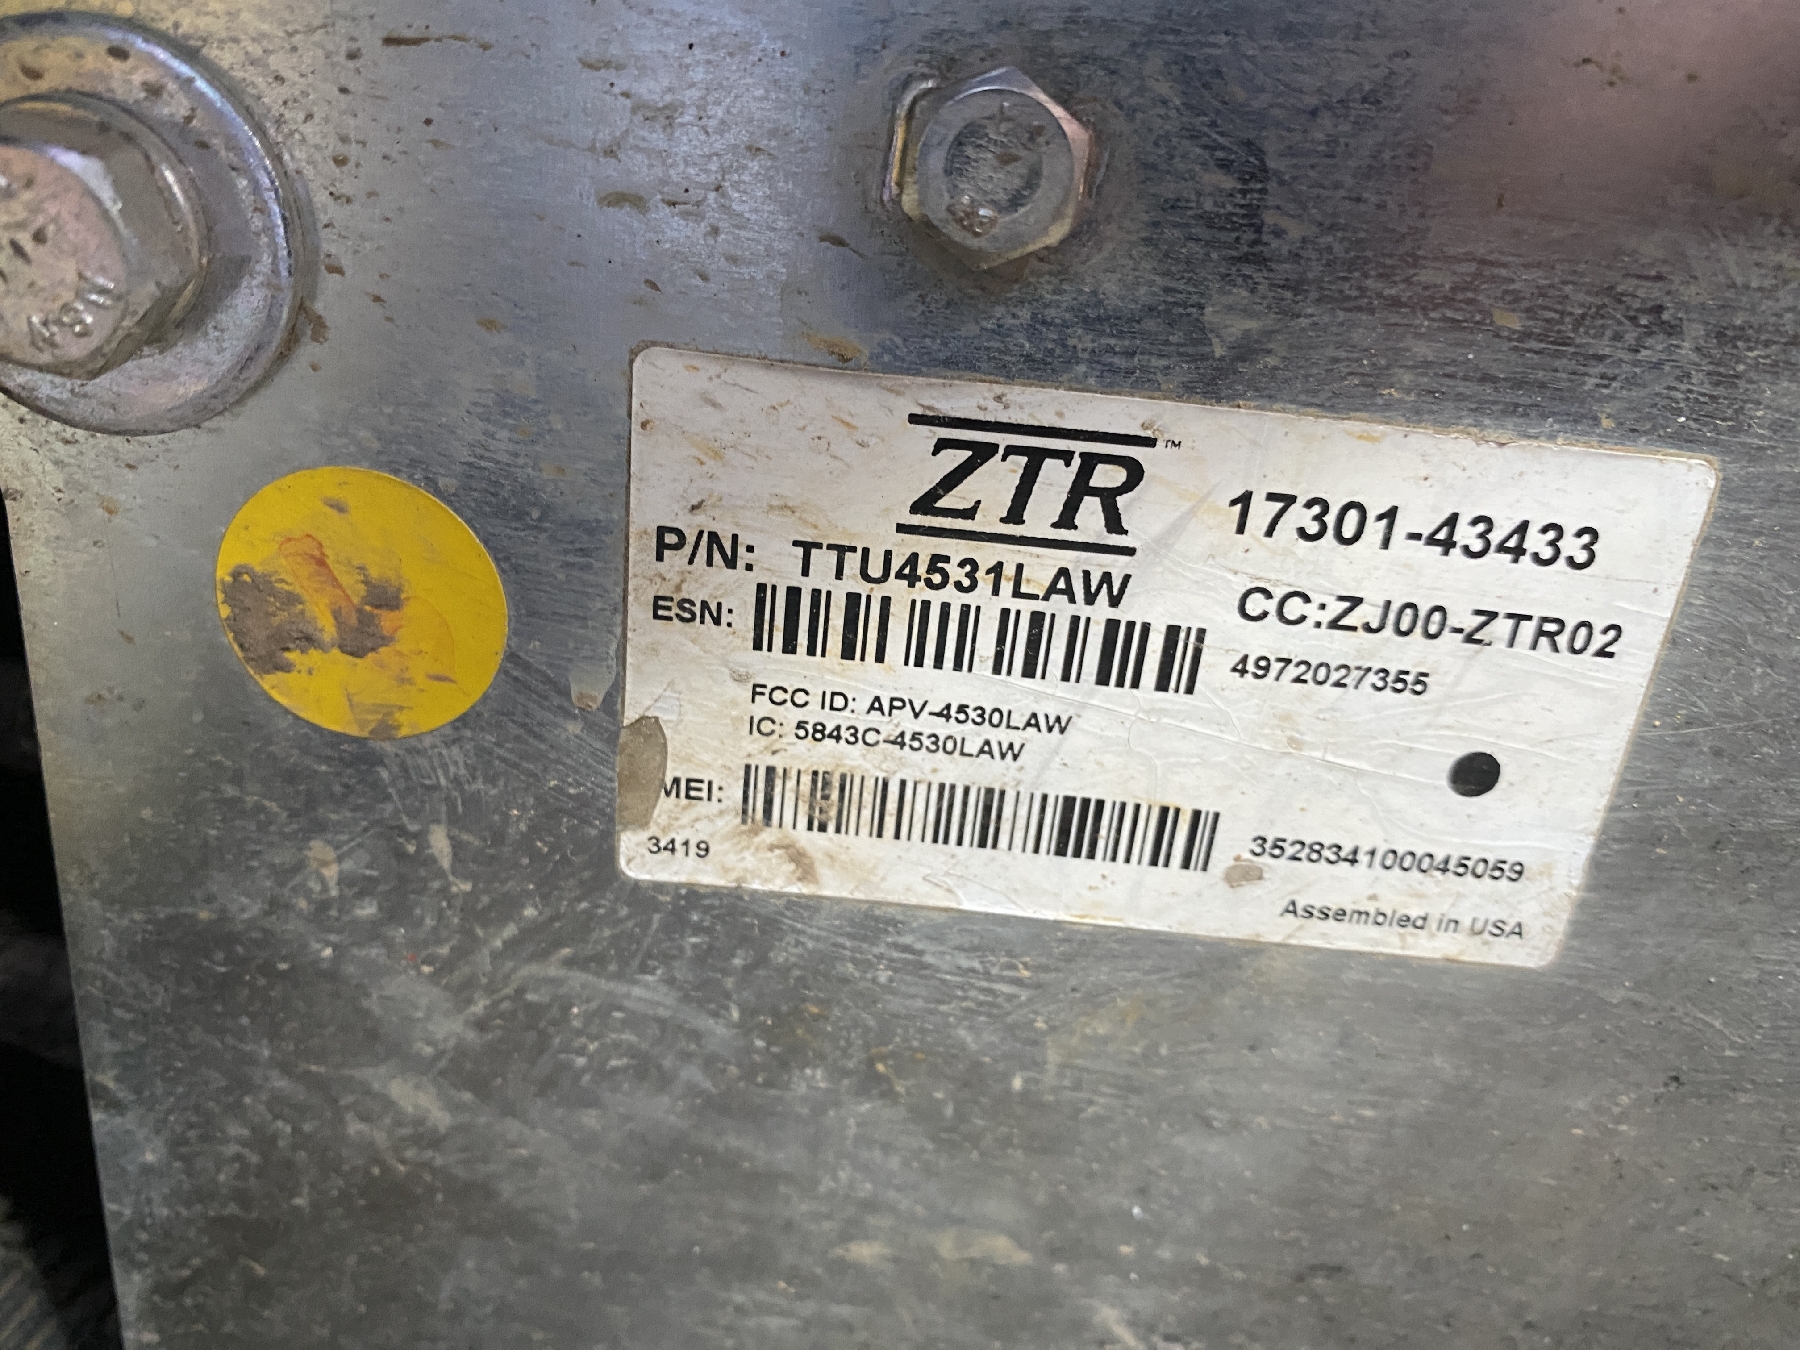 ZTR™
17301-43433
P/N: TTU4531LAW
CC:ZJ00-ZTR02
ESN:
4972027355
FCC ID: APV-4530LAW
IC: 5843C-4530LAW
MEI:
352834100045059
3419
Assembled in USA